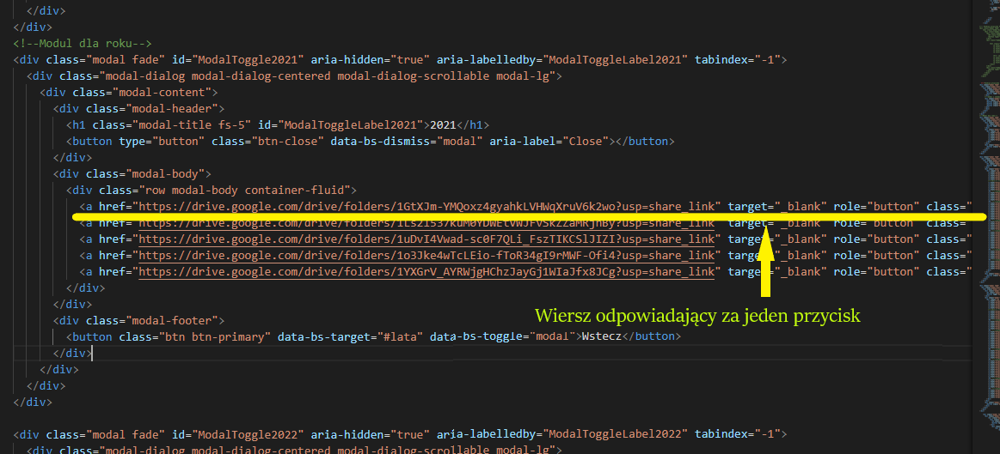 </div>
</div>
<!--Modul dla roku-->
<div class="modal fade" id="ModalToggle2021" aria-hidden="true" aria-labelledby="ModalToggleLabel2021" tabindex="-1">
<div class="modal-dialog modal-dialog-centered modal-dialog-scrollable modal-lg">
<div class="modal-content">
<div class="modal-header">
<h1 class="modal-title fs-5" id="ModalToggleLabel2021">2021</h1>
<button type="button" class="btn-close" data-bs-dismiss="modal" aria-label="Close"></button>
</div>
<div class="modal-body">
<div class="row modal-body container-fluid">
<a href="https://drive.google.com/drive/folders/1GtXJm-YMQoxz4gyahkLVHWqXruV6k2wo?usp=share_link" target="_blank" role="button" class="
<a href="https://drive.google.com/drive/folders/ target="_blank" role="button" class="
<a href="https://drive.google.com/drive/folders/1uDvI4Vwad-sc0F7QLi_FszTIKCSlJIZI?usp=share_link" target="_blank" role="button" class="
<a href="https://drive.google.com/drive/folders/1o3Jke4wTcLEio-fToR34gI9rMWF-Ofi4?usp=share_link" target="_blank" role="button" class="
<a href="https://drive.google.com/drive/folders/1YXGrV_AYRWjgHChzJayGj1WIaJfx8JCg?usp=share_link" target="_blank" role="button" class="
</div>
</div>
Wiersz odpowiadający za jeden przycisk
<div class="modal-footer">
<button class="btn btn-primary" data-bs-target="#lata" data-bs-toggle="modal">Wstecz</button>
</div>
</div>
</div>
</div>
<div class="modal fade" id="ModalToggle2022" aria-hidden="true" aria-labelledby="ModalToggleLabel2022" tabindex="-1">
<div class="modal-dialog modal-dialog-centered modal-dialog-scrollable modal-lg">